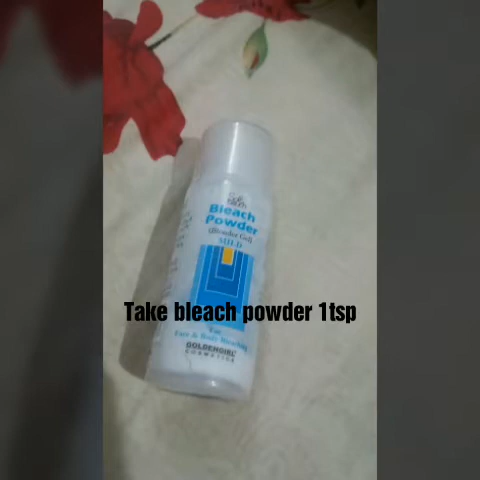 Bleach
Powder
(Blonder Gel)
MILD
Take bleach powder 1tsp
For
Face & Body Bleaching
GOLDENGIRL
COSMETICS